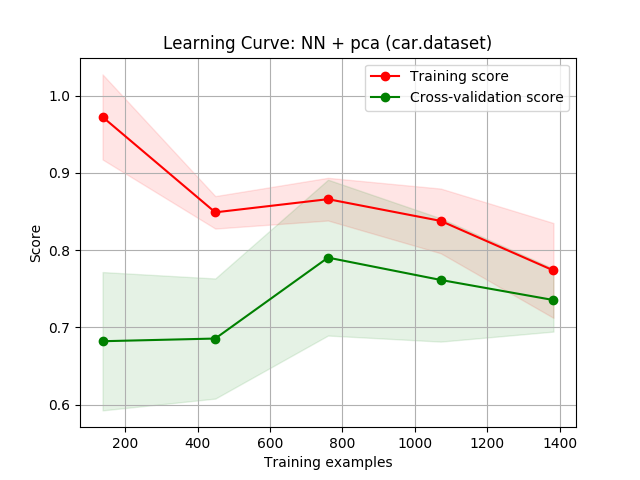 Learning Curve: NN + pca (car.dataset)
Training score
Cross-validation score
1.0
0.9
0.8
0.7
0.6
Score
200
400
600
800
1000
1200
1400
Training examples